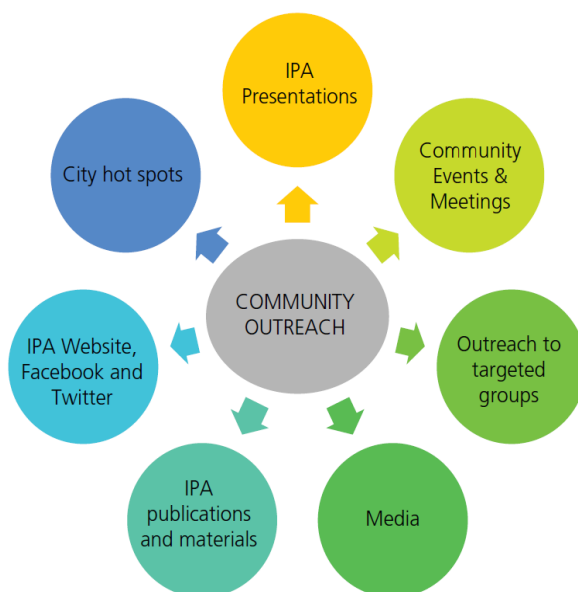 IPA
Presentations
Community
Events &
Meetings
City hot spots
COMMUNITY
OUTREACH
IPA Website,
Facebook and
Twitter
Outreach to
targeted
groups
IPA
publications
and materials
Media